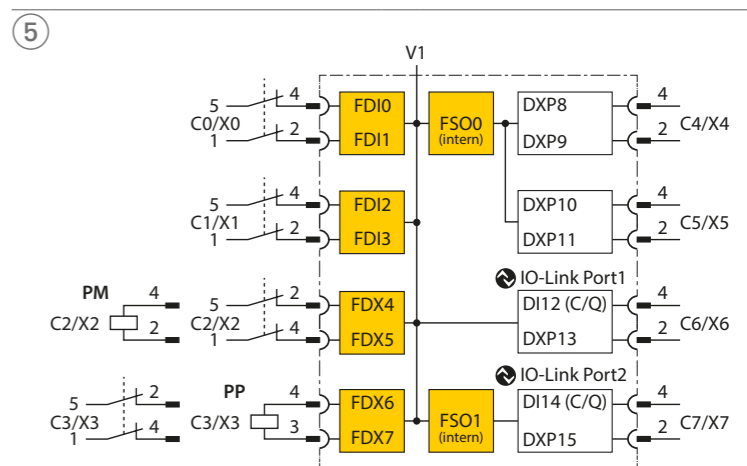 5
V1
5 4 FDI0 FSO0 DXP8 4
C0/X0 (intern) C4/X4
1 2 FDI1 DXP9 2
5 4 FDI2 DXP10 4
C1/X1 C5/X5
1 2 FDI3 DXP11 2
IO-Link Port1
PM 4 5 2 FDX4 DI12 (C/Q) 4
C2/X2 C2/X2 C6/X6
2 1 4 FDX5 DXP13 2
IO-Link Port2
5 2 PP 4 FDX6 FSO1 DI14 (C/Q) 4
C3/X3 C3/X3 (intern) C7/X7
1 4 3 FDX7 DXP15 2